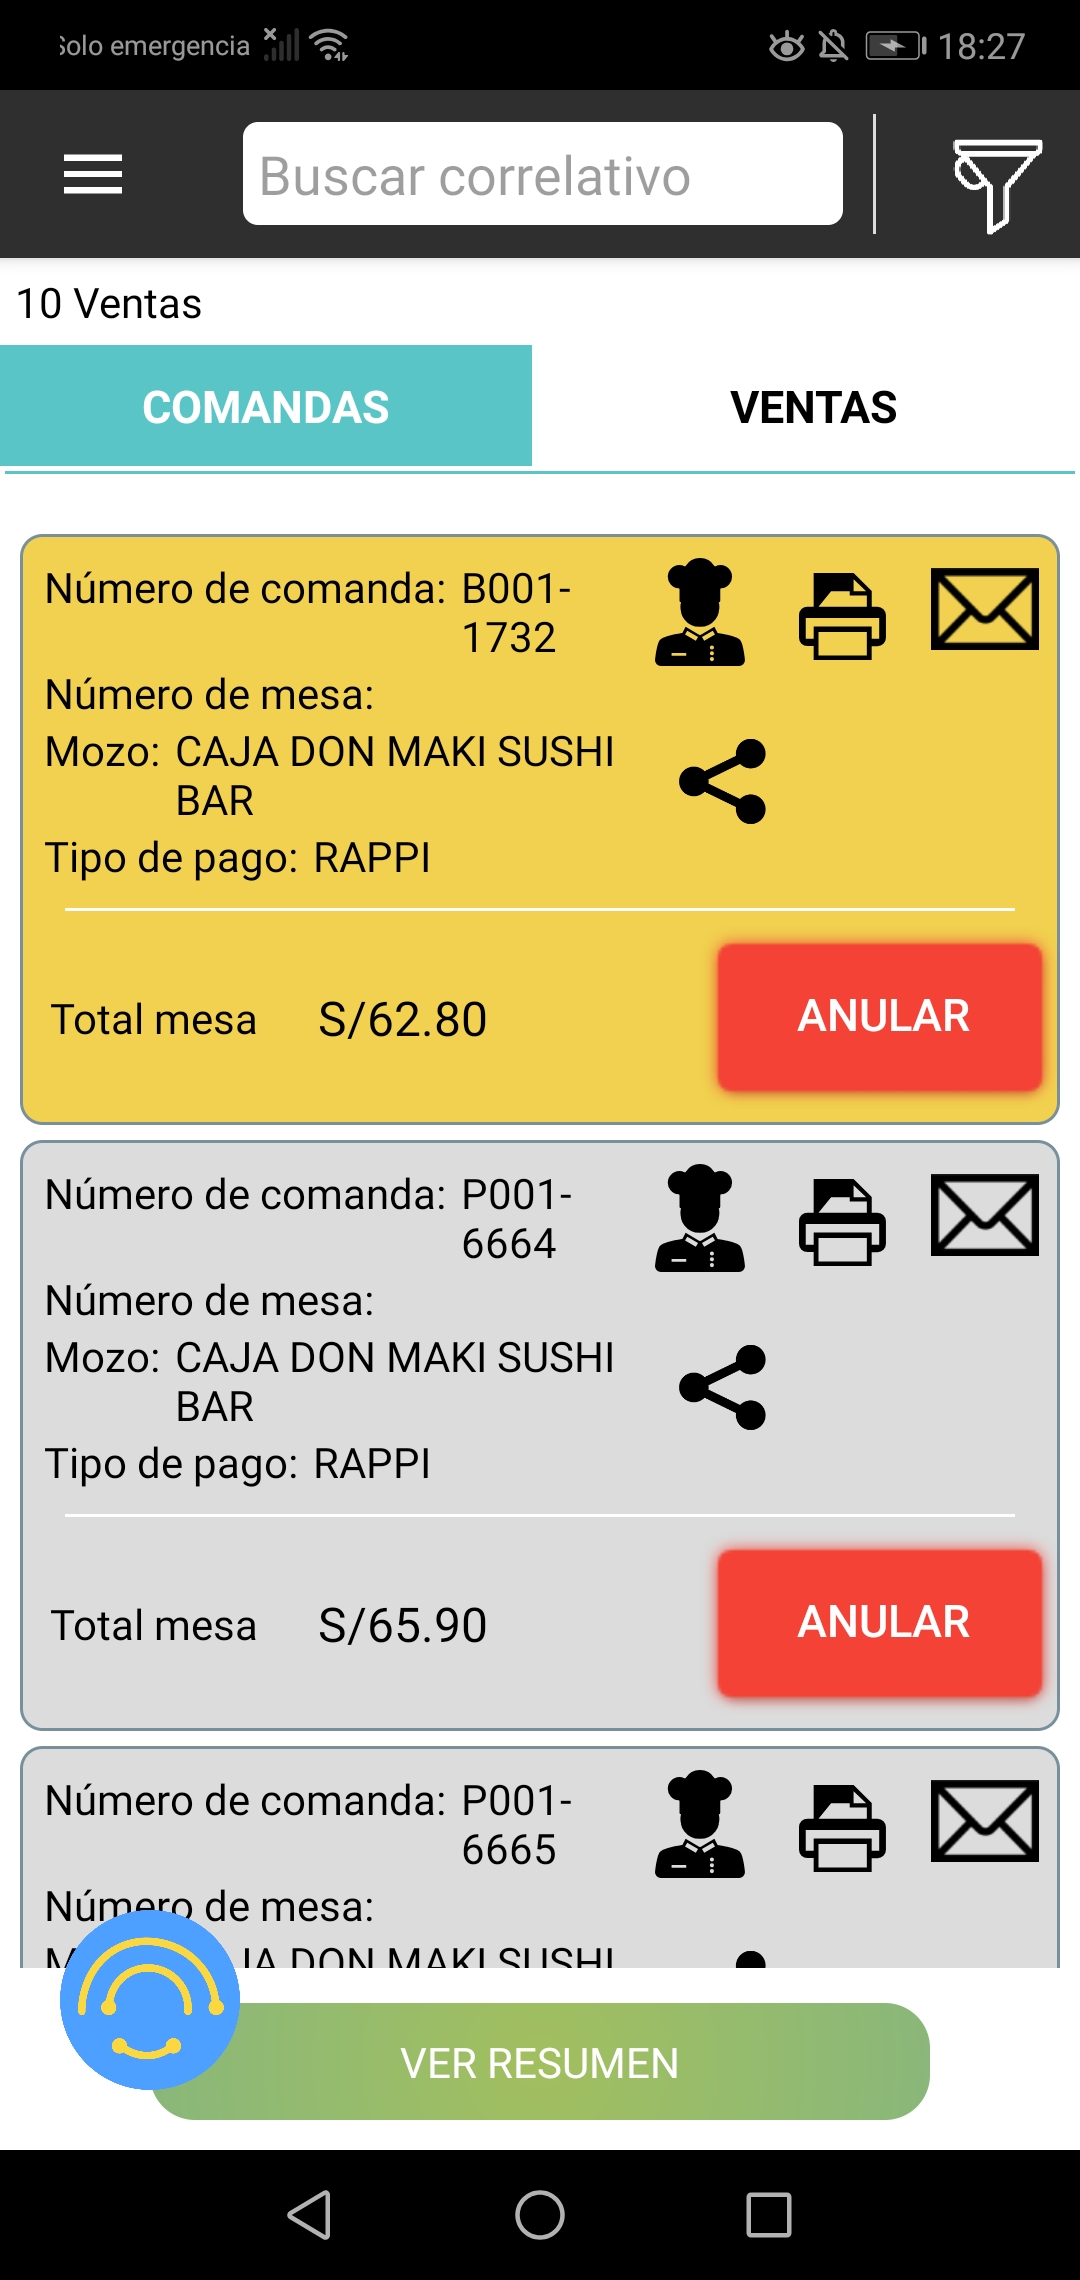 Solo emergencia
18:27
Buscar correlativo
10 Ventas
COMANDAS
VENTAS
Número de comanda: B001-
1732
Número de mesa:
Mozo: CAJA DON MAKI SUSHI
BAR
Tipo de pago: RAPPI
Total mesa S/62.80
ANULAR
Número de comanda: P001-
6664
Número de mesa:
Mozo: CAJA DON MAKI SUSHI
BAR
Tipo de pago: RAPPI
Total mesa S/65.90
ANULAR
Número de comanda: P001-
6665
Número de mesa:
DON MAKI SUSHI
VER RESUMEN